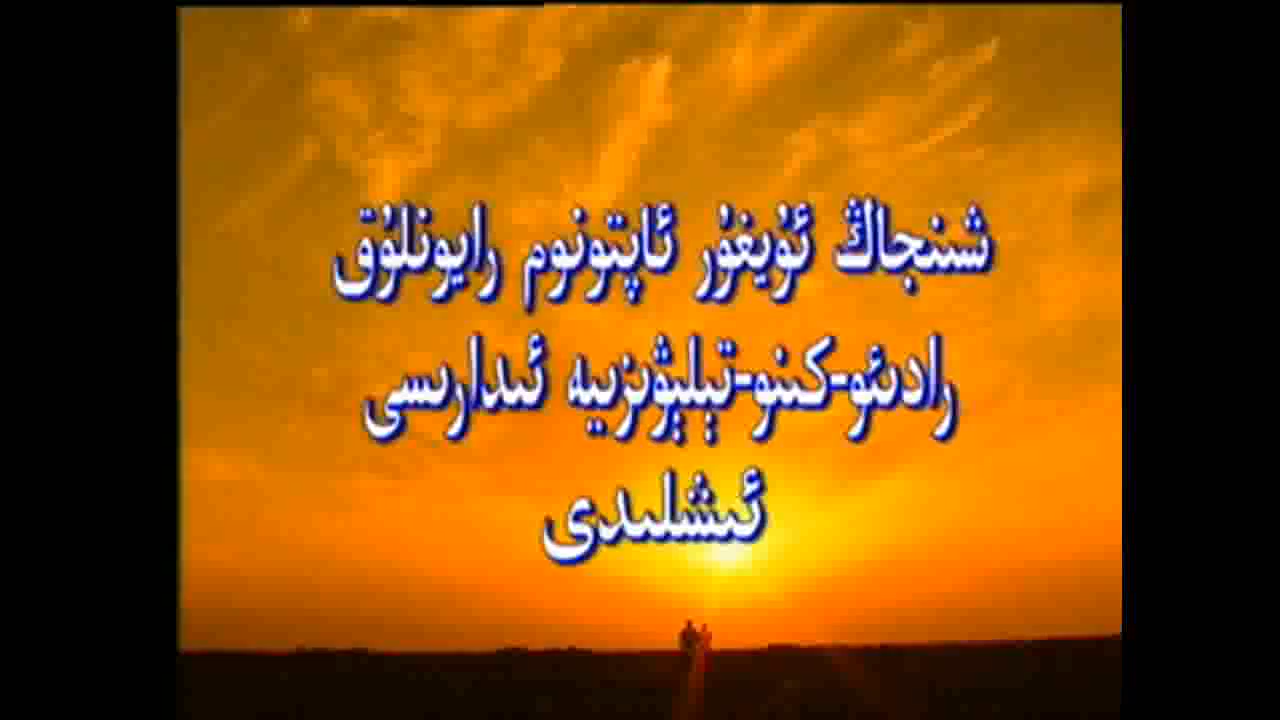 شىنجاڭ ئۇيغۇر ئاپتونوم رايونلۇق
رادىئو-كىنو-تېلېۋىزىيە ئىدارىسى
ئىشلىدى